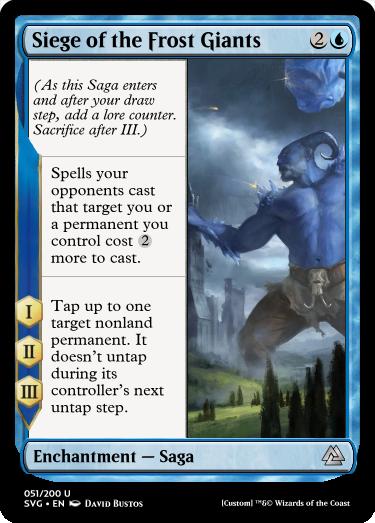 Siege of the Frost Giants 2
(As this Saga enters
and after your draw
step, add a lore counter.
Sacrifice after III.)
Spells your
opponents cast
that target you or
a permanent you
control cost 2
more to cast.
I
II
III
Tap up to one
target nonland
permanent. It
doesn't untap
during its
controller's next
untap step.
Enchantment — Saga
051/200 U
SVG • EN DAVID BUSTOS
[Custom] ™&© Wizards of the Coast